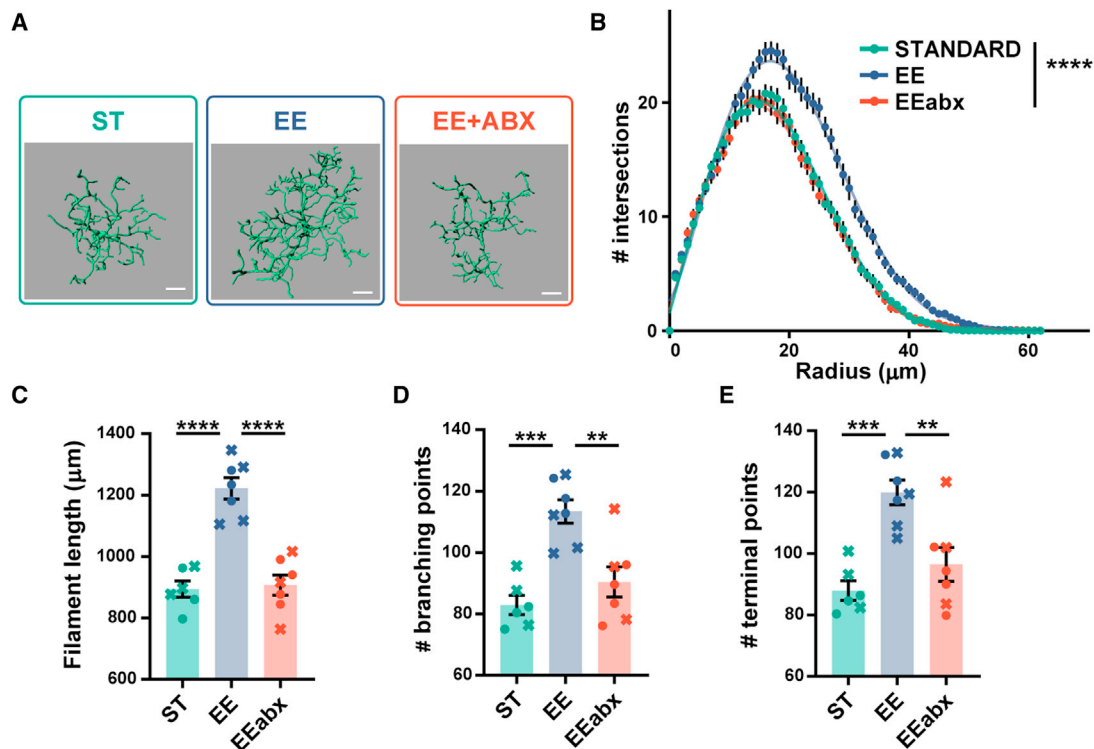 A
ST
EE
EE+ABX
B
# intersections
20
10
0
0
20
40
60
Radius (μm)
STANDARD
EE
EEabx
****
C
Filament length (μm)
1400
1200
1000
800
600
**** ****
ST
EE
EEabx
D
# branching points
140
120
100
80
60
*** **
ST
EE
EEabx
E
# terminal points
140
120
100
80
60
*** **
ST
EE
EEabx